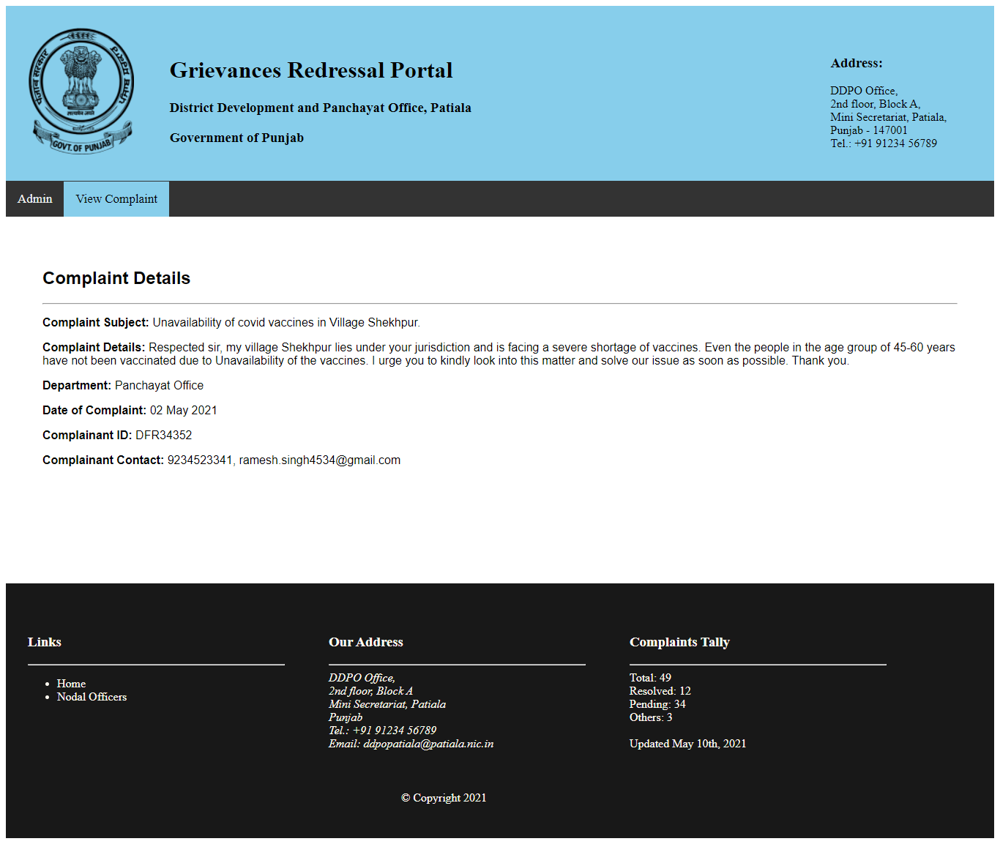 ਪੰਜਾਬ ਸਰਕਾਰ
सत्यमेव जयते
GOVT. OF PUNJAB
Grievances Redressal Portal
District Development and Panchayat Office, Patiala
Government of Punjab
Address:
DDPO Office,
2nd floor, Block A,
Mini Secretariat, Patiala,
Punjab - 147001
Tel.: +91 91234 56789
Admin
View Complaint
Complaint Details
Complaint Subject: Unavailability of covid vaccines in Village Shekhpur.
Complaint Details: Respected sir, my village Shekhpur lies under your jurisdiction and is facing a severe shortage of vaccines. Even the people in the age group of 45-60 years
have not been vaccinated due to Unavailability of the vaccines. I urge you to kindly look into this matter and solve our issue as soon as possible. Thank you.
Department: Panchayat Office
Date of Complaint: 02 May 2021
Complainant ID: DFR34352
Complainant Contact: 9234523341, ramesh.singh4534@gmail.com
Links
• Home
• Nodal Officers
Our Address
DDPO Office,
2nd floor, Block A
Mini Secretariat, Patiala
Punjab
Tel.: +91 91234 56789
Email: ddpopatiala@patiala.nic.in
Complaints Tally
Total: 49
Resolved: 12
Pending: 34
Others: 3
Updated May 10th, 2021
© Copyright 2021